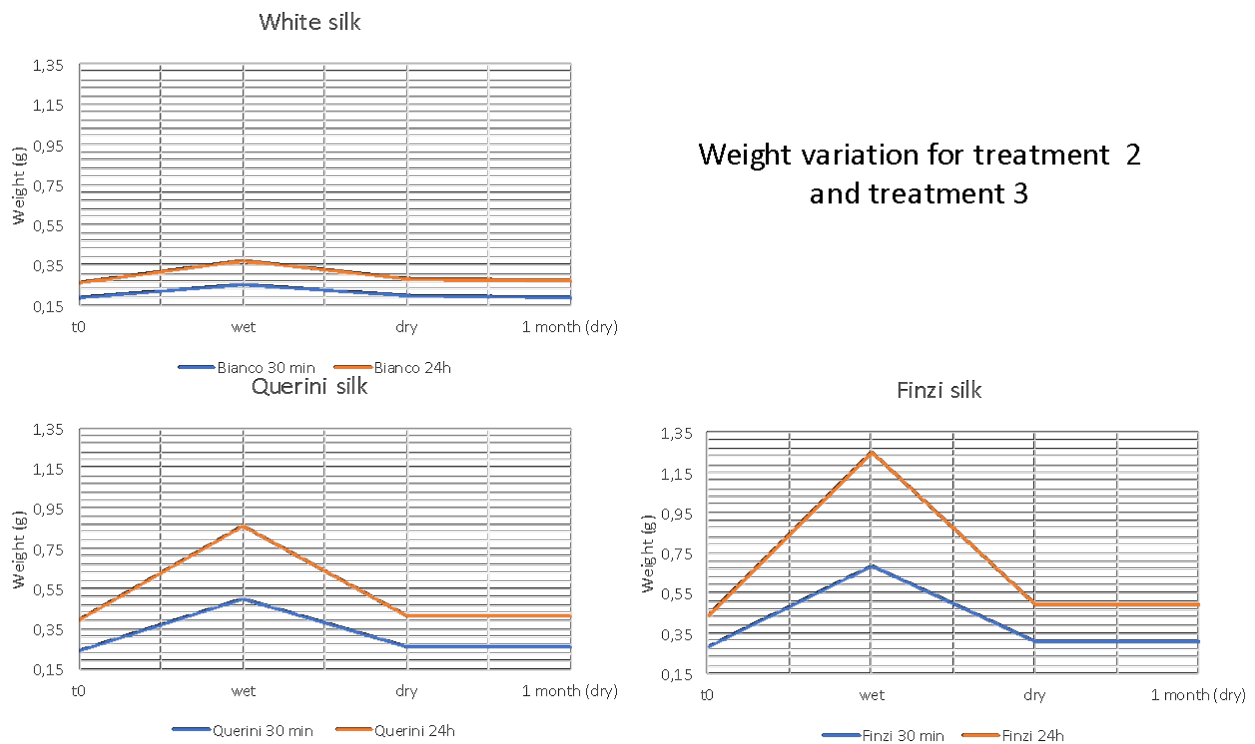 White silk
Weight (g)
1,35
1,15
0,95
0,75
0,55
0,35
0,15
t0 wet dry 1 month (dry)
Bianco 30 min Bianco 24h
Weight variation for treatment 2
and treatment 3
Querini silk
Weight (g)
1,35
1,15
0,95
0,75
0,55
0,35
0,15
t0 wet dry 1 month (dry)
Querini 30 min Querini 24h
Finzi silk
Weight (g)
1,35
1,15
0,95
0,75
0,55
0,35
0,15
t0 wet dry 1 month (dry)
Finzi 30 min Finzi 24h